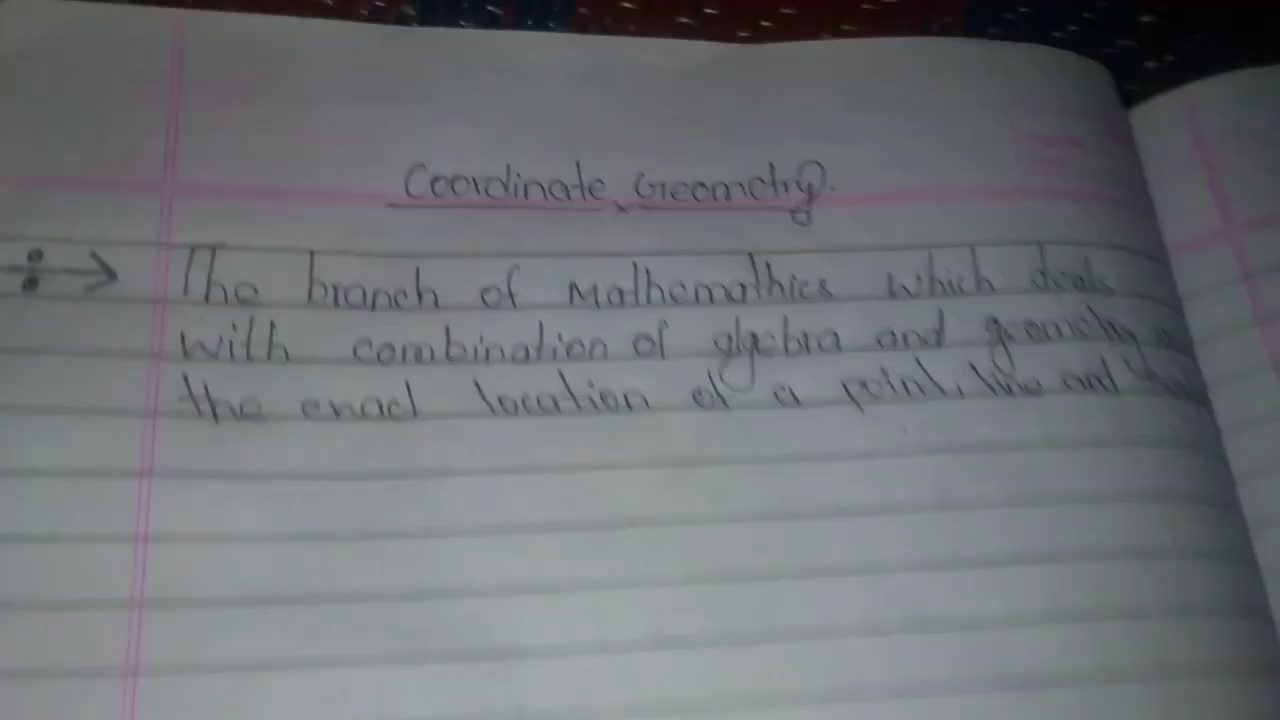 Coordinate Geometry.
The branch of Mathemathics which deals
with combination of algebra and geometry
the exact location of a point, line and